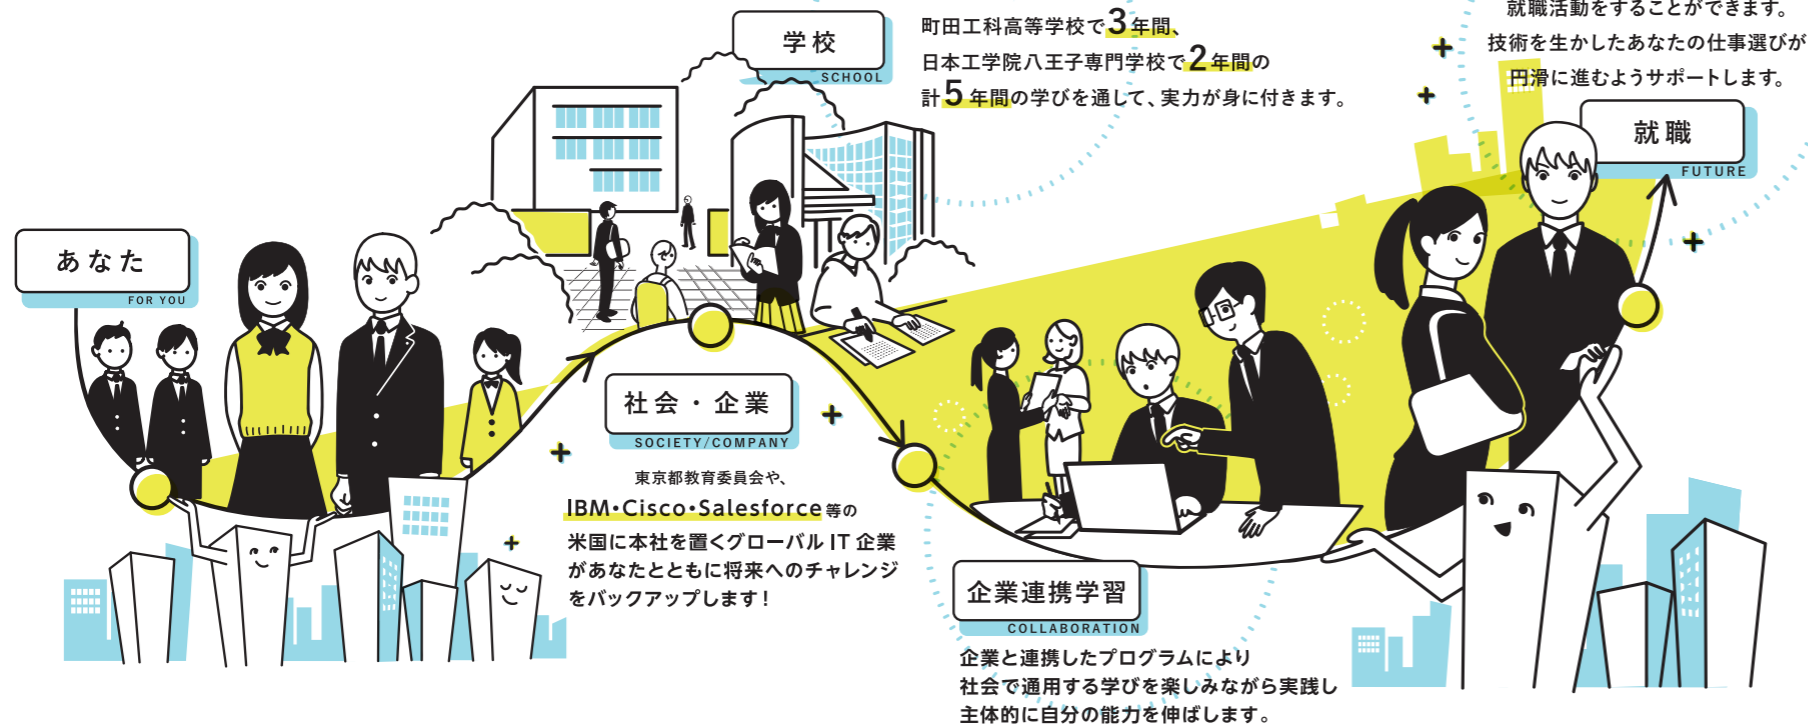 あなた
FOR YOU
学校
SCHOOL
町田工科高等学校で3年間、
日本工学院八王子専門学校で2年間の
計5年間の学びを通して、実力が身に付きます。
社会・企業
SOCIETY/COMPANY
東京都教育委員会や、
IBM・Cisco・Salesforce等の
米国に本社を置くグローバルIT企業
があなたとともに将来へのチャレンジ
をバックアップします！
企業連携学習
COLLABORATION
企業と連携したプログラムにより
社会で通用する学びを楽しみながら実践し
主体的に自分の能力を伸ばします。
就職活動をすることができます。
技術を生かしたあなたの仕事選びが
円滑に進むようサポートします。
就職
FUTURE